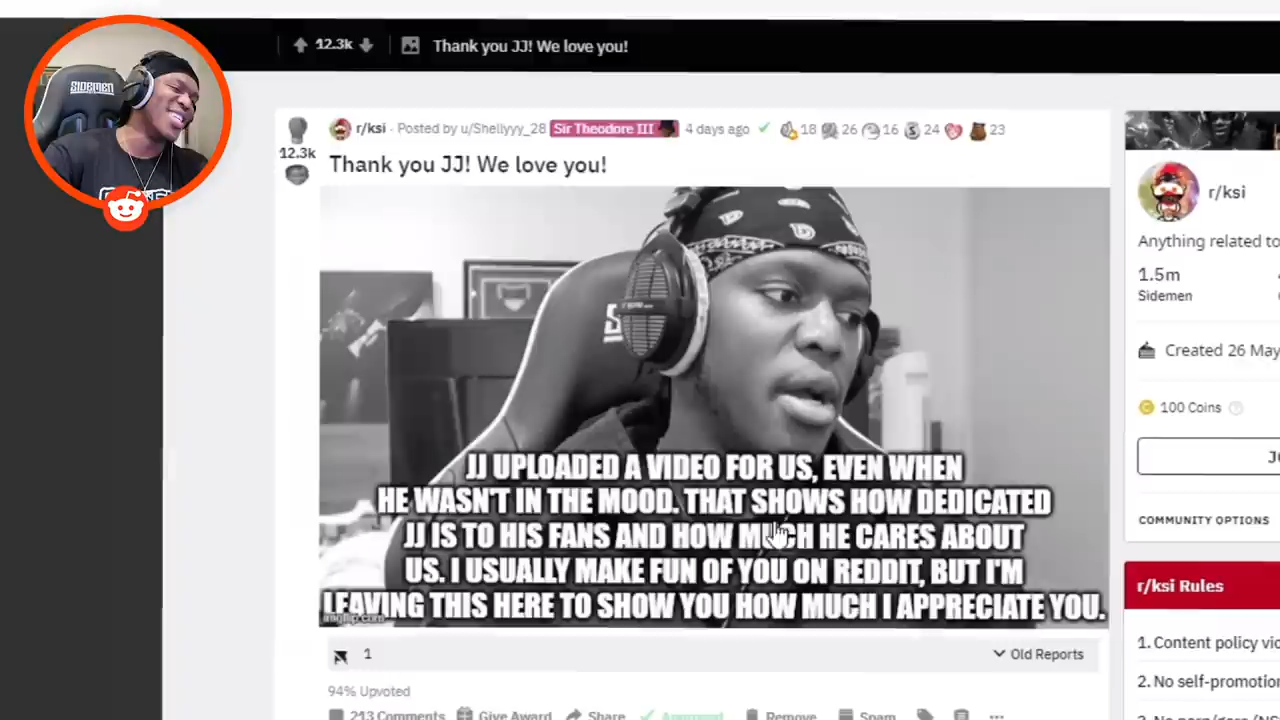 12.3k
Thank you JJ! We love you!
SIDEMEN
r/ksi · Posted by u/Shellyyy_28 Sir Theodore III 4 days ago 18 26 16 24 23
12.3k
Thank you JJ! We love you!
JJ UPLOADED A VIDEO FOR US, EVEN WHEN
HE WASN'T IN THE MOOD. THAT SHOWS HOW DEDICATED
JJ IS TO HIS FANS AND HOW MUCH HE CARES ABOUT
US. I USUALLY MAKE FUN OF YOU ON REDDIT, BUT I'M
LEAVING THIS HERE TO SHOW YOU HOW MUCH I APPRECIATE YOU.
imgflip.com
1
Old Reports
94% Upvoted
213 Comments Give Award Share Approved Remove Spam ...
r/ksi
Anything related to
1.5m
Sidemen
Created 26 May
100 Coins
COMMUNITY OPTIONS
r/ksi Rules
1. Content policy vio
2. No self-promotion